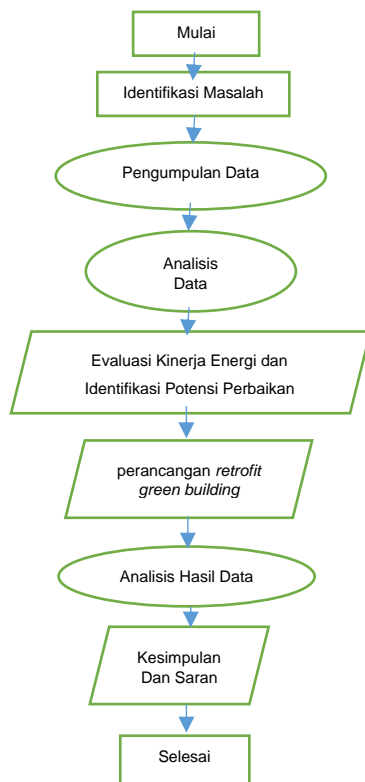 Mulai
Identifikasi Masalah
Pengumpulan Data
Analisis
Data
Evaluasi Kinerja Energi dan
Identifikasi Potensi Perbaikan
perancangan retrofit
green building
Analisis Hasil Data
Kesimpulan
Dan Saran
Selesai